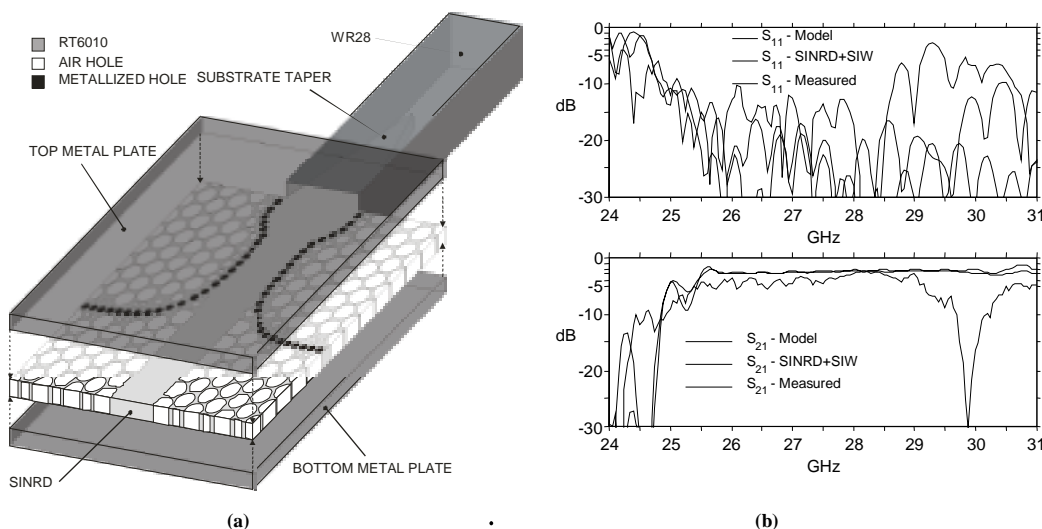 RT6010
AIR HOLE
METALLIZED HOLE
WR28
SUBSTRATE TAPER
TOP METAL PLATE
BOTTOM METAL PLATE
SINRD
(a)
.
0
-5
-10
dB
-20
-30
S11 - Model
S11 - SINRD+SIW
S11 - Measured
24 25 26 27 28 29 30 31
GHz
0
-5
-10
dB
-20
-30
S21 - Model
S21 - SINRD+SIW
S21 - Measured
24 25 26 27 28 29 30 31
GHz
(b)